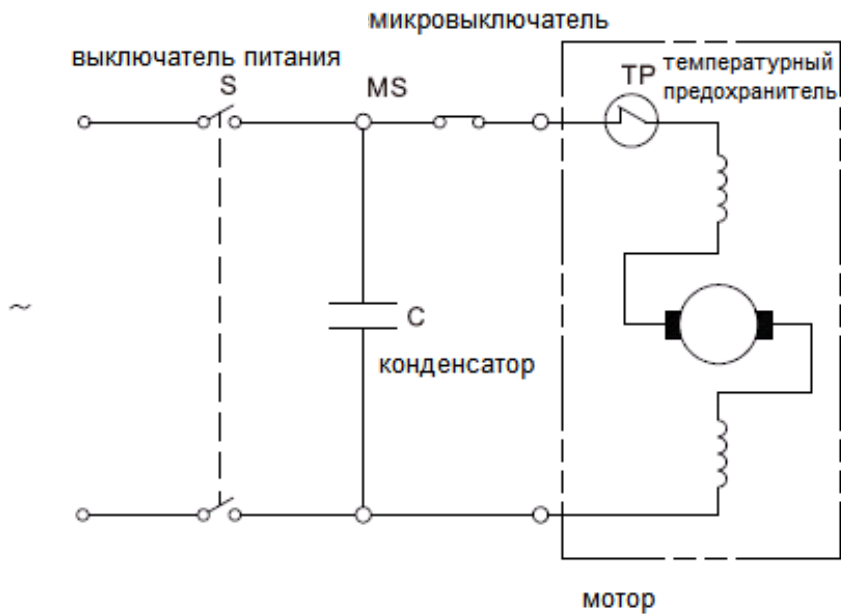 микровыключатель
выключатель питания
S
MS
TP
температурный
предохранитель
~
C
конденсатор
мотор